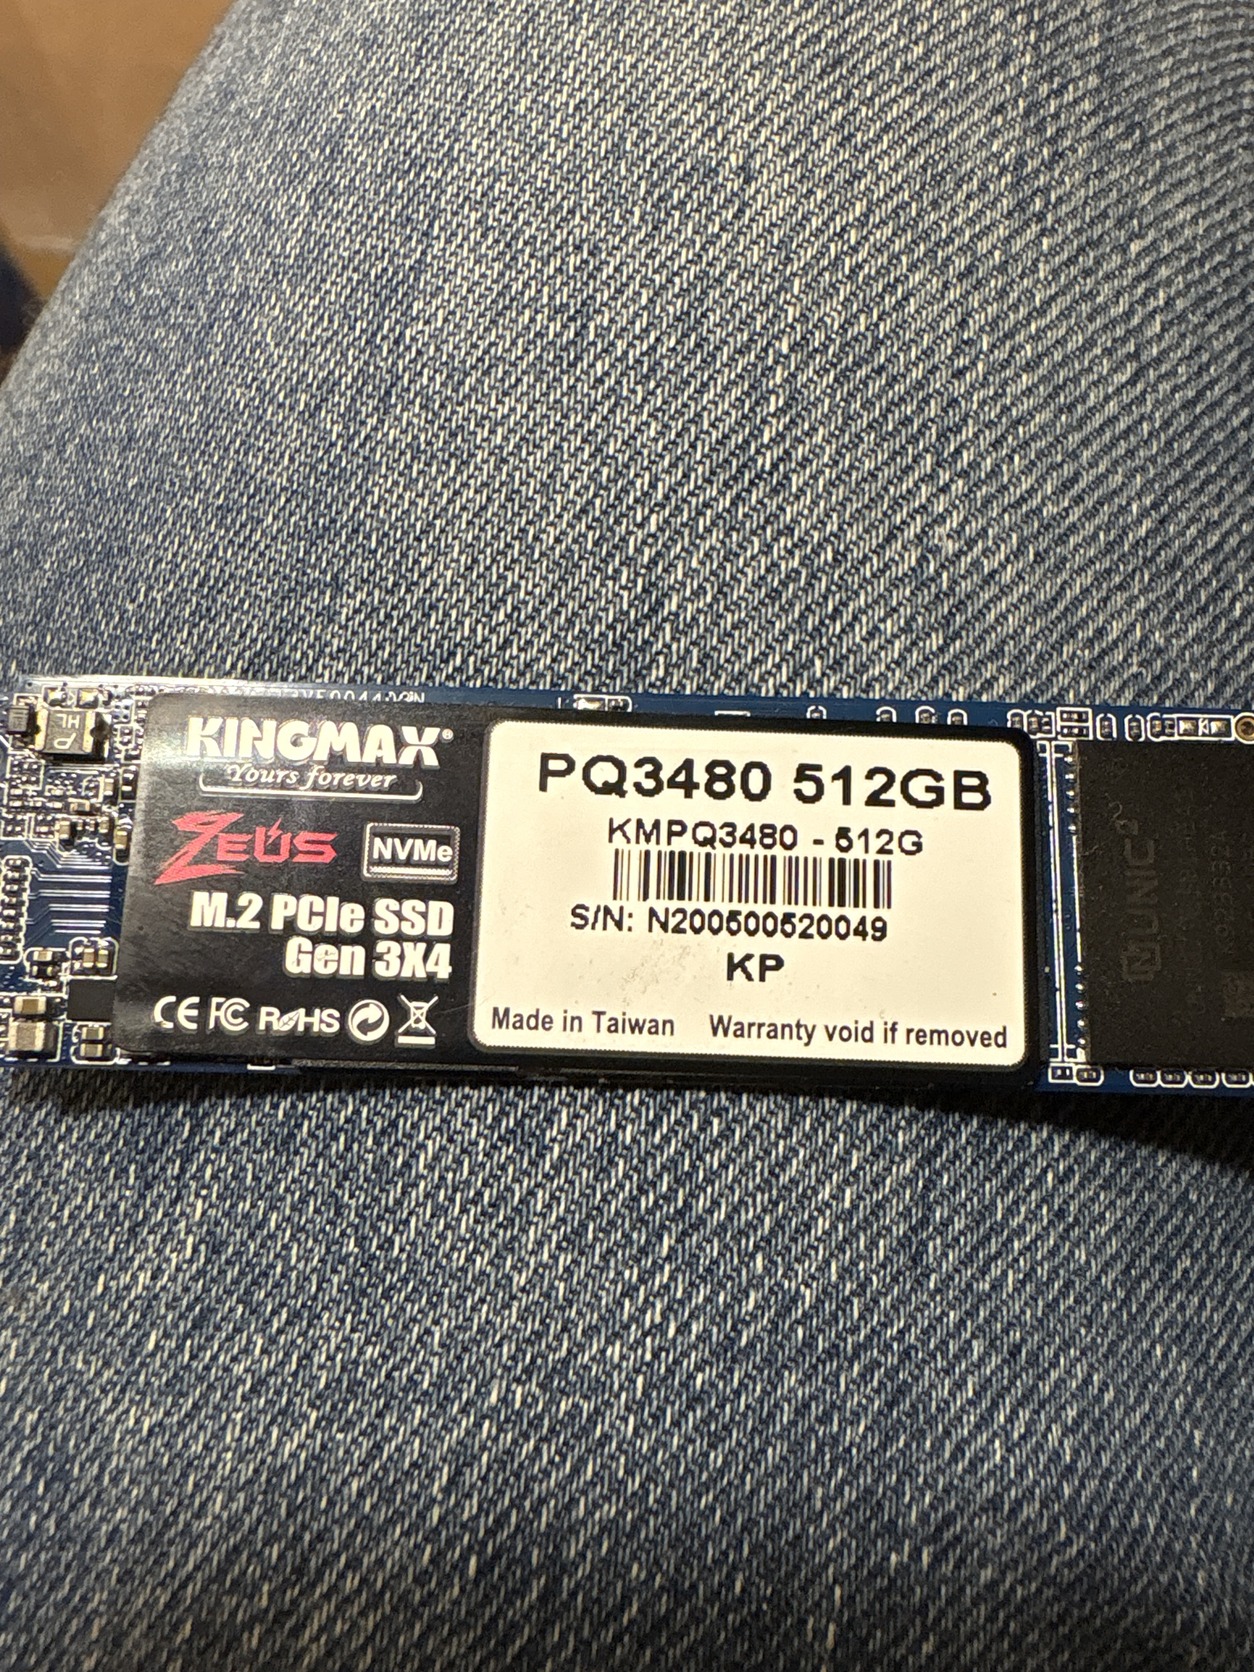 KINGMAX®
Yours forever
ZEUS
NVMe
M.2 PCIe SSD
Gen 3X4
CE FC RoHS
PQ3480 512GB
KMPQ3480 - 512G
S/N: N200500520049
KP
Made in Taiwan Warranty void if removed
UNIC
P
HL